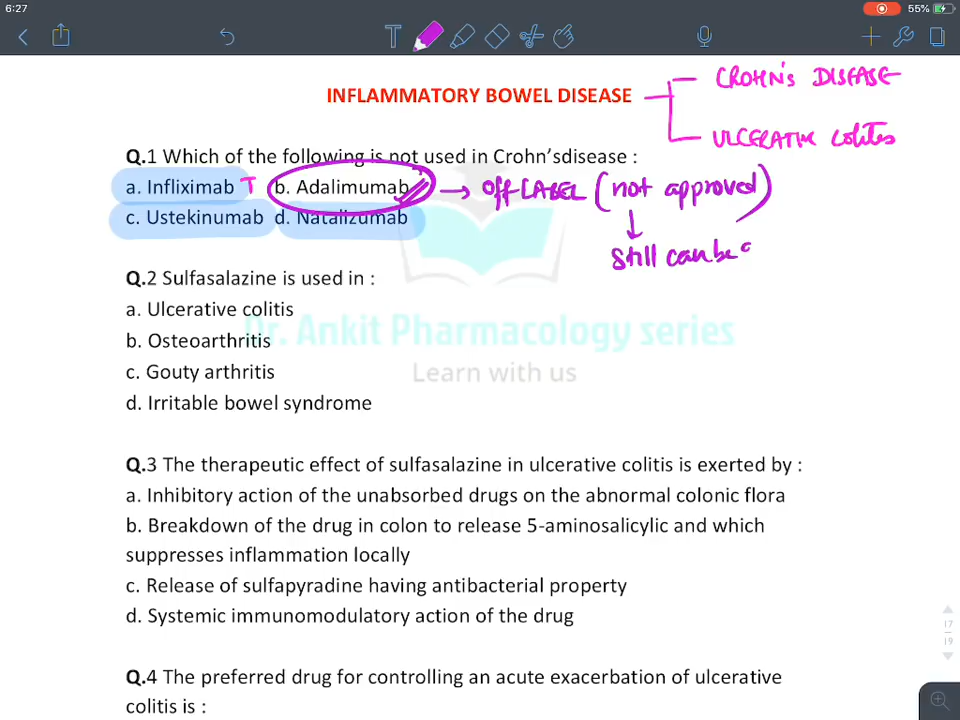 6:27
55%
INFLAMMATORY BOWEL DISEASE
CROHN's DISEASE
ULCERATIVE COLITES
Q.1 Which of the following is not used in Crohn'sdisease :
a. Infliximab T b. Adalimumab → OFF LABEL (not approved)
c. Ustekinumab d. Natalizumab
Still can be
Q.2 Sulfasalazine is used in :
a. Ulcerative colitis
Dr. Ankit Pharmacology series
b. Osteoarthritis
Learn with us
c. Gouty arthritis
d. Irritable bowel syndrome
Q.3 The therapeutic effect of sulfasalazine in ulcerative colitis is exerted by :
a. Inhibitory action of the unabsorbed drugs on the abnormal colonic flora
b. Breakdown of the drug in colon to release 5-aminosalicylic and which
suppresses inflammation locally
c. Release of sulfapyradine having antibacterial property
d. Systemic immunomodulatory action of the drug
17
19
Q.4 The preferred drug for controlling an acute exacerbation of ulcerative
colitis is :